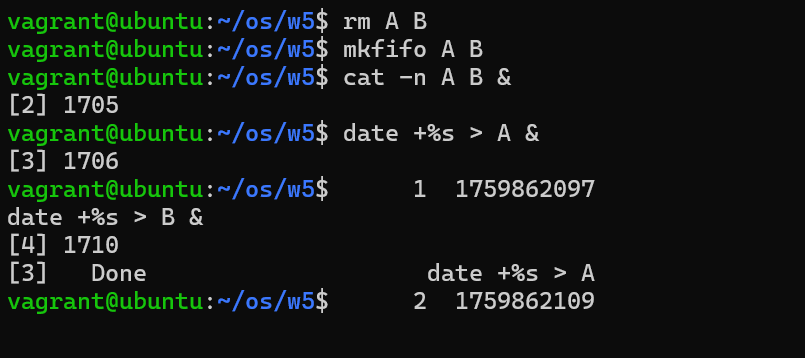 vagrant@ubuntu:~/os/w5$ rm A B
vagrant@ubuntu:~/os/w5$ mkfifo A B
vagrant@ubuntu:~/os/w5$ cat -n A B &
[2] 1705
vagrant@ubuntu:~/os/w5$ date +%s > A &
[3] 1706
vagrant@ubuntu:~/os/w5$      1  1759862097
date +%s > B &
[4] 1710
[3]   Done                    date +%s > A
vagrant@ubuntu:~/os/w5$      2  1759862109